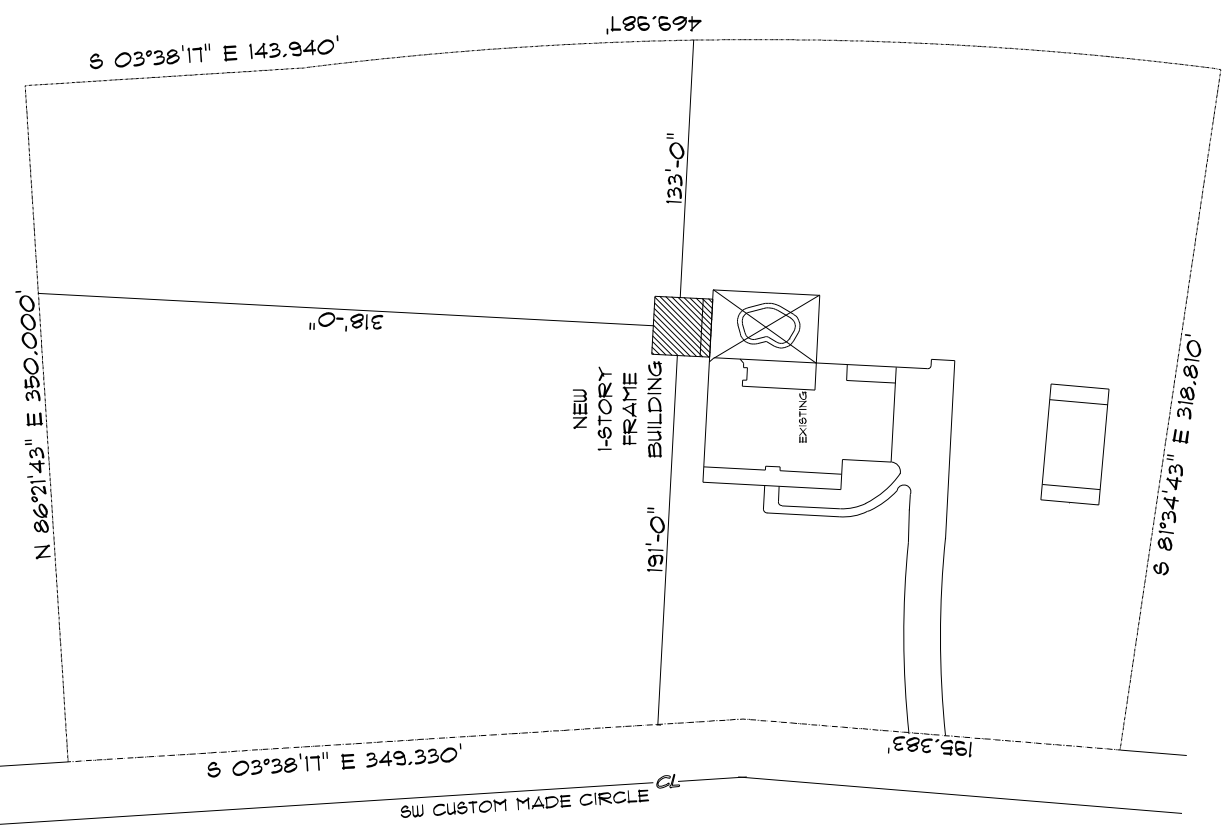 469.987'
S 03°38'17" E 143.940'
133'-0"
318'-0"
N 86°21'43" E 350.000'
NEW
1-STORY
FRAME
BUILDING
EXISTING
S 81°34'43" E 318.810'
191'-0"
195.383'
S 03°38'17" E 349.330'
CL
SW CUSTOM MADE CIRCLE